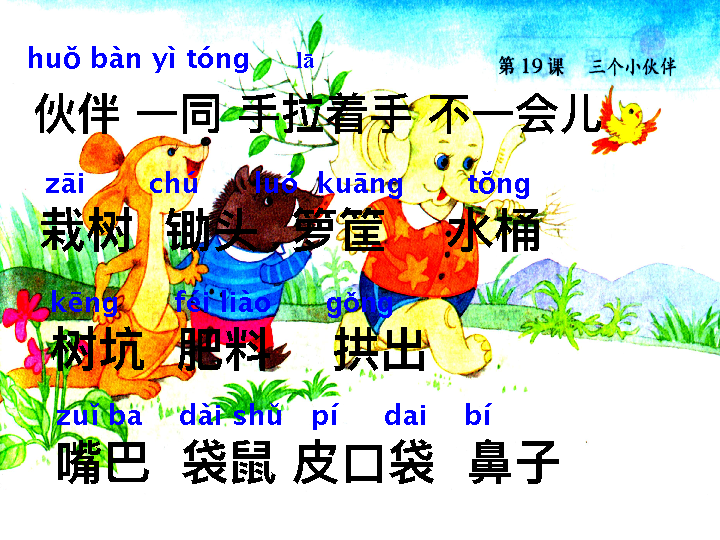 huǒ bàn yì tóng lā
第19课 三个小伙伴
伙伴 一同 手拉着手 不一会儿
zāi chú luó kuāng tǒng
栽树 锄头 箩筐 水桶
kēng féi liào gǒng
树坑 肥料 拱出
zuǐ ba dài shǔ pí dai bí
嘴巴 袋鼠 皮口袋 鼻子